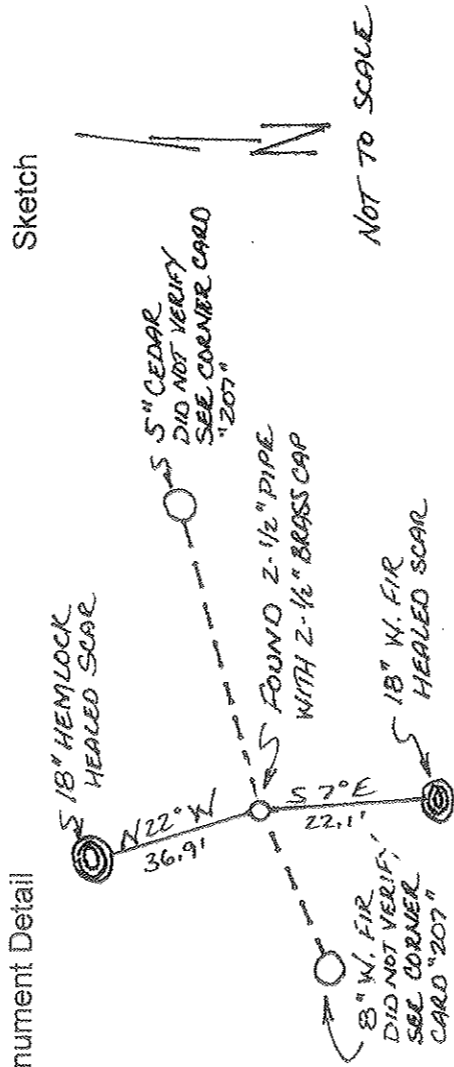 nument Detail
Sketch
18" HEMLOCK
HEALED SCAR
N22°W
36.9'
5" CEDAR
DID NOT VERIFY
SEE CORNER CARD
"207"
FOUND 2-1/2" PIPE
WITH 2-1/2" BRASS CAP
S 7°E
22.1'
18" W. FIR
HEALED SCAR
8" W. FIR
DID NOT VERIFY
SEE CORNER
CARD "207"
N
NOT TO SCALE